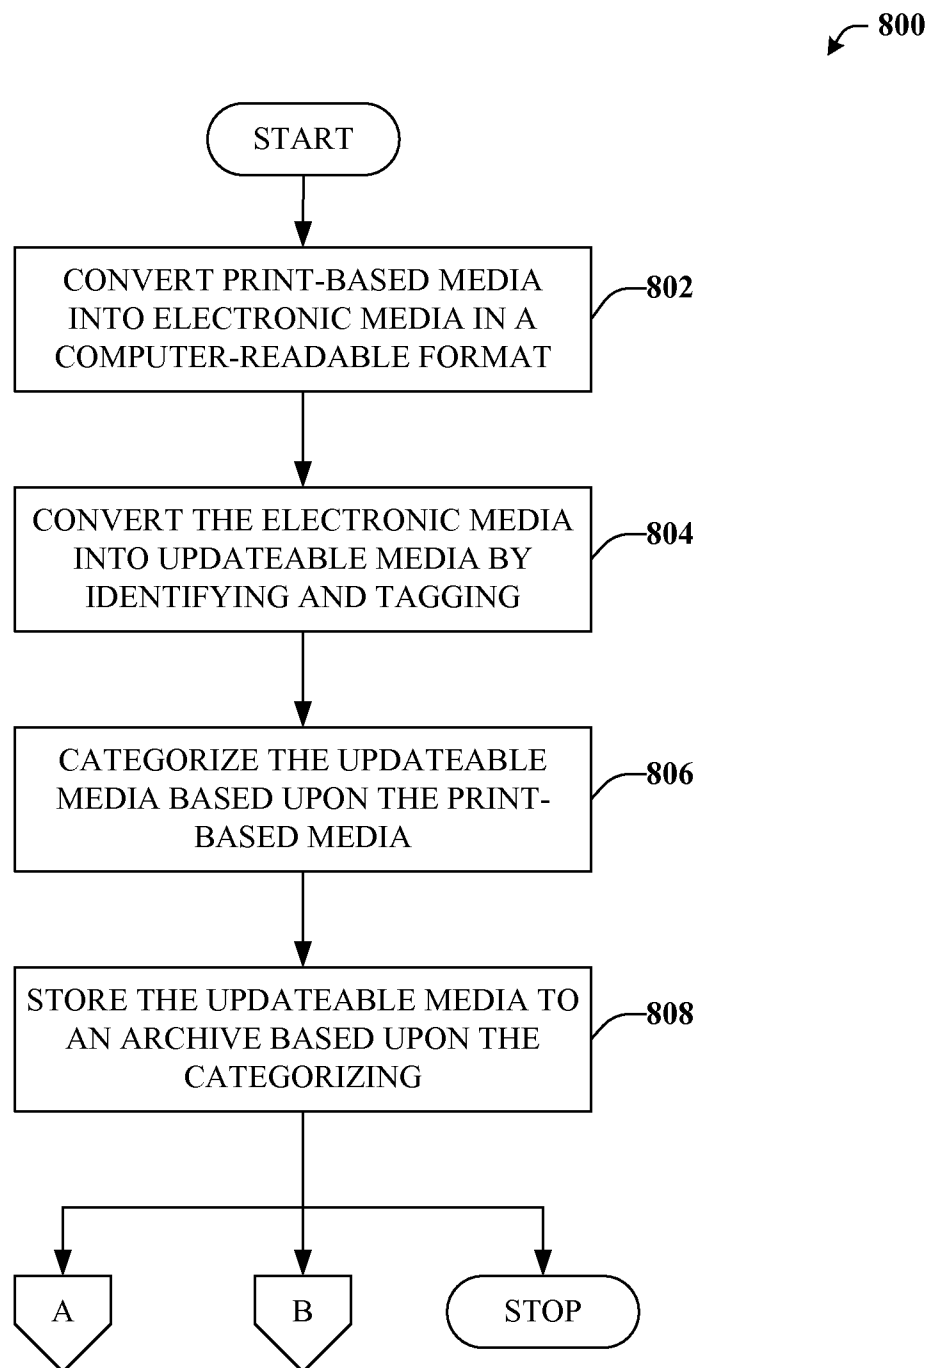 800
START
CONVERT PRINT-BASED MEDIA
INTO ELECTRONIC MEDIA IN A
COMPUTER-READABLE FORMAT
802
CONVERT THE ELECTRONIC MEDIA
INTO UPDATEABLE MEDIA BY
IDENTIFYING AND TAGGING
804
CATEGORIZE THE UPDATEABLE
MEDIA BASED UPON THE PRINT-
BASED MEDIA
806
STORE THE UPDATEABLE MEDIA TO
AN ARCHIVE BASED UPON THE
CATEGORIZING
808
A
B
STOP